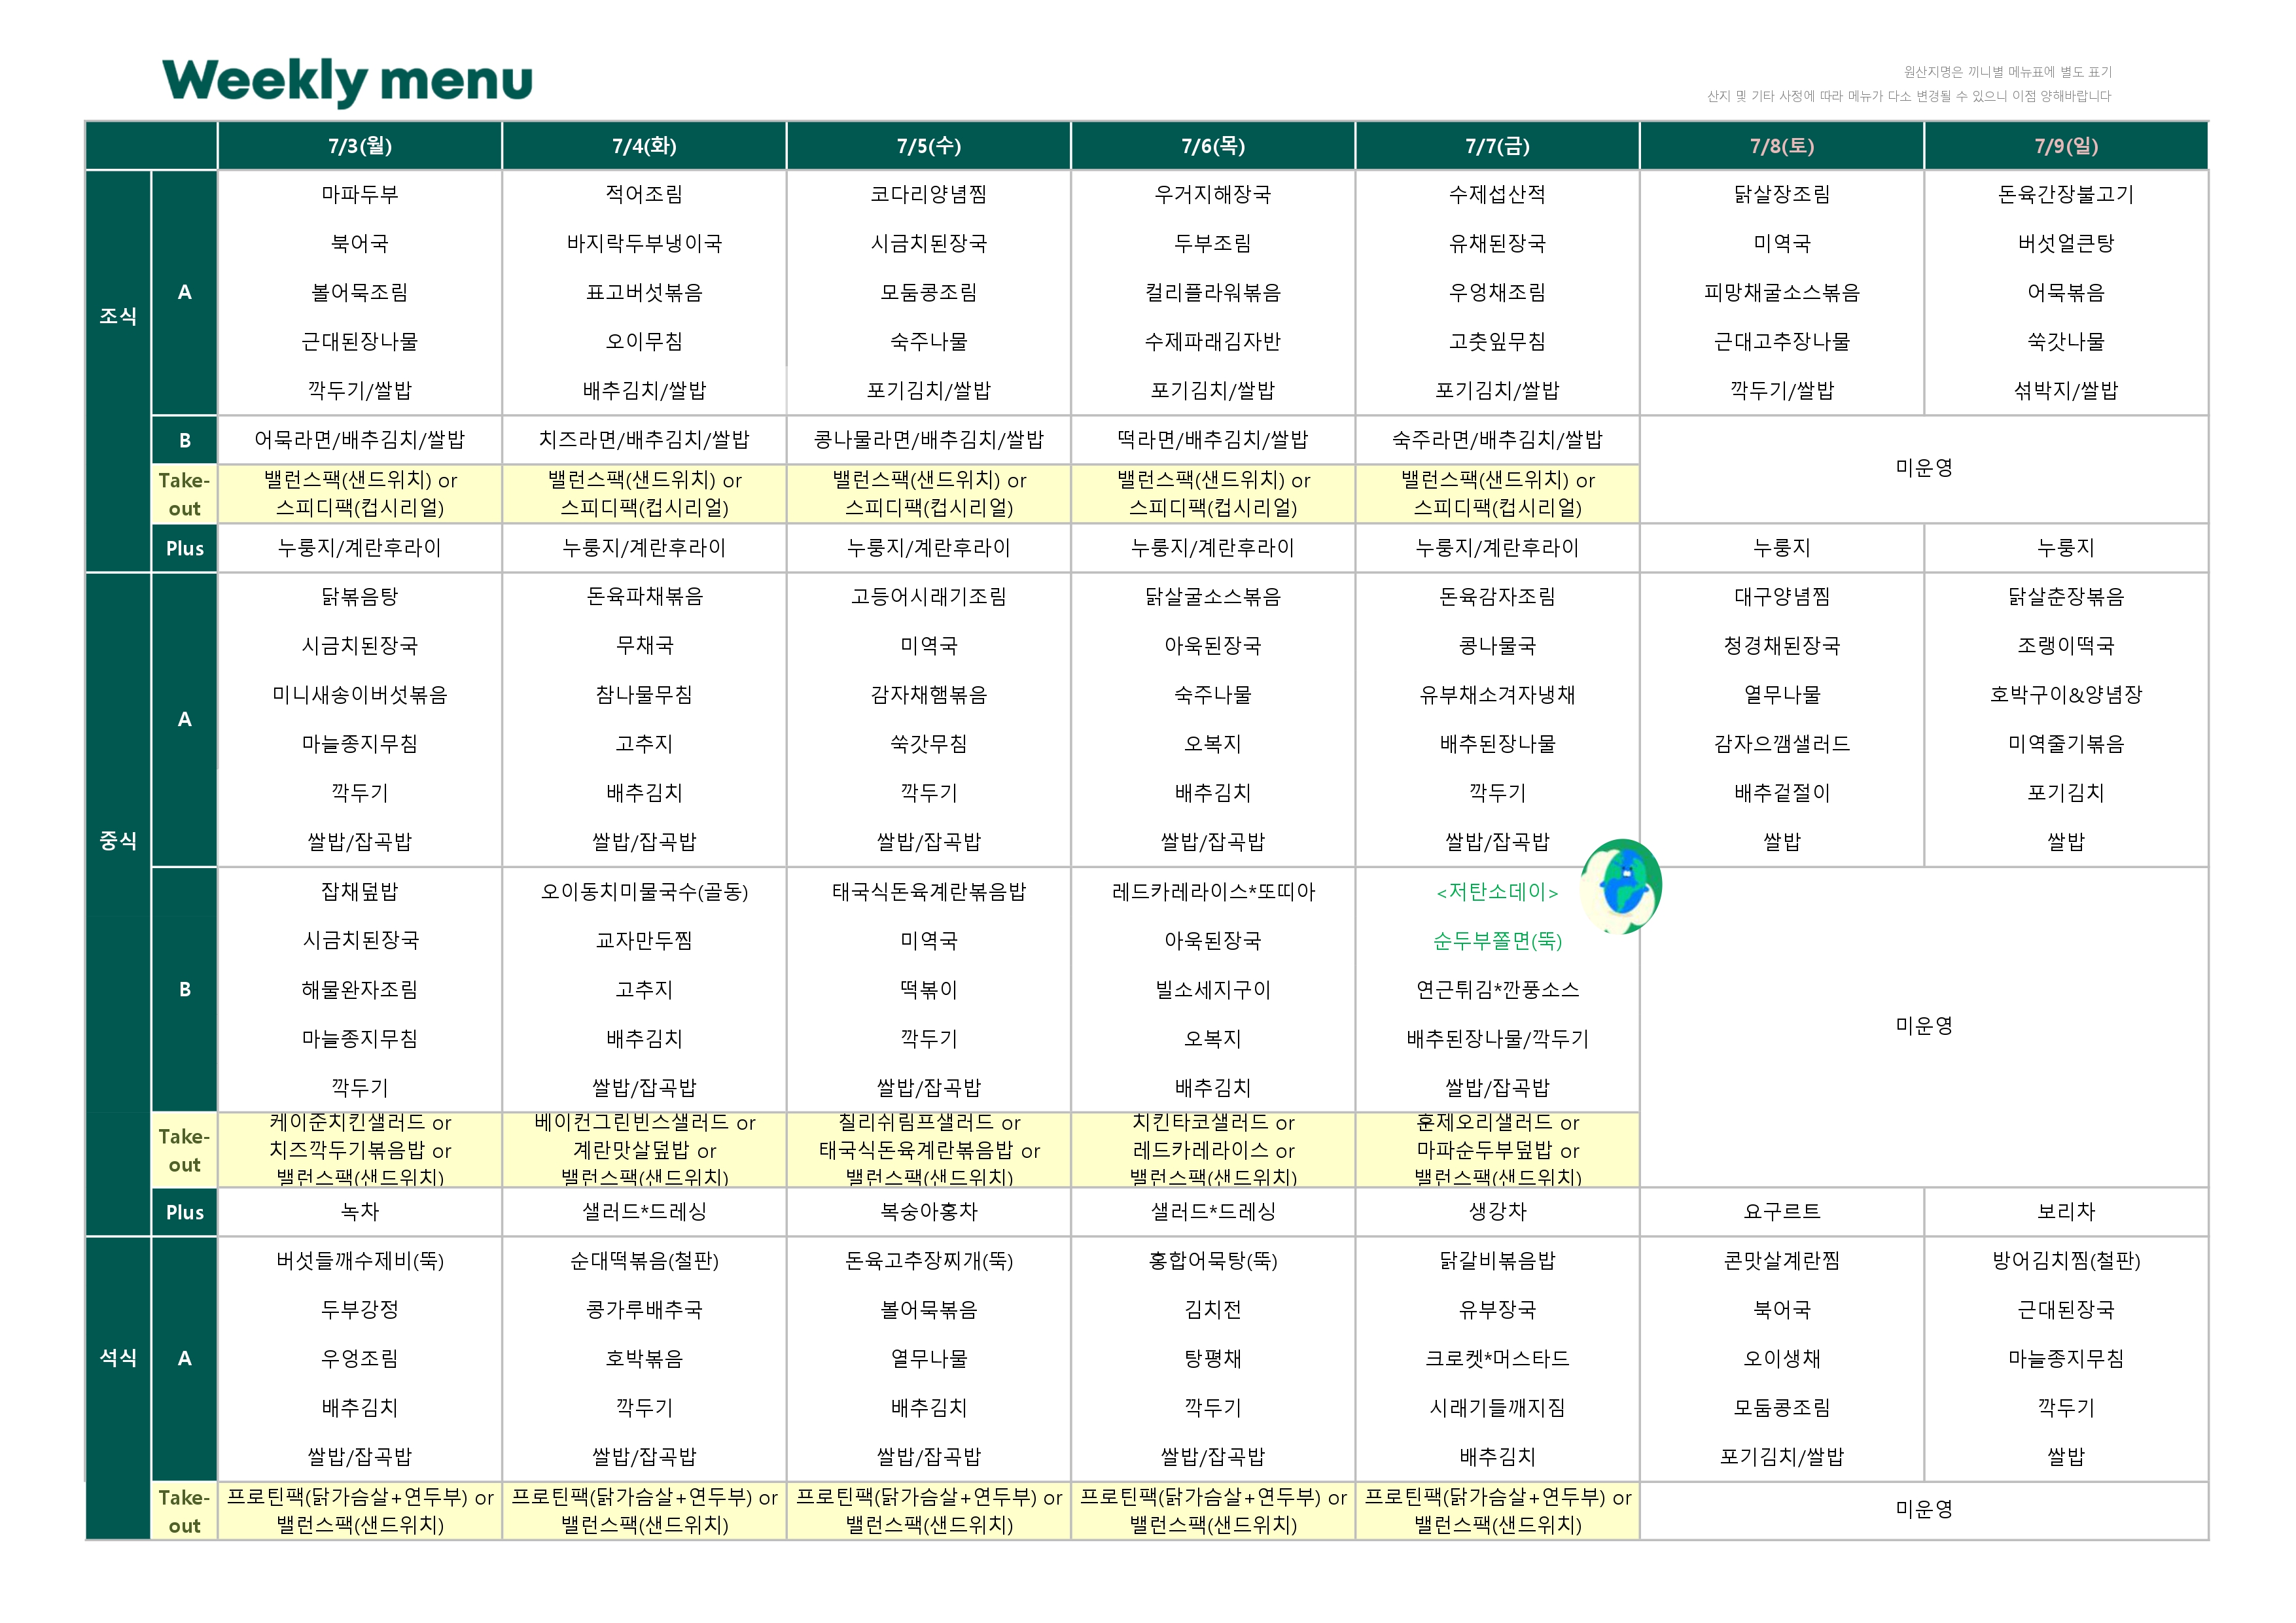 Weekly menu
원산지명은 끼니별 메뉴표에 별도 표기
산지 및 기타 사정에 따라 메뉴가 다소 변경될 수 있으니 이점 양해바랍니다
7/3(월) 7/4(화) 7/5(수) 7/6(목) 7/7(금) 7/8(토) 7/9(일)
조식
A
마파두부 적어조림 코다리양념찜 우거지해장국 수제섭산적 닭살장조림 돈육간장불고기
북어국 바지락두부냉이국 시금치된장국 두부조림 유채된장국 미역국 버섯얼큰탕
볼어묵조림 표고버섯볶음 모둠콩조림 컬리플라워볶음 우엉채조림 피망채굴소스볶음 어묵볶음
근대된장나물 오이무침 숙주나물 수제파래김자반 고춧잎무침 근대고추장나물 쑥갓나물
깍두기/쌀밥 배추김치/쌀밥 포기김치/쌀밥 포기김치/쌀밥 포기김치/쌀밥 깍두기/쌀밥 섞박지/쌀밥
B 어묵라면/배추김치/쌀밥 치즈라면/배추김치/쌀밥 콩나물라면/배추김치/쌀밥 떡라면/배추김치/쌀밥 숙주라면/배추김치/쌀밥
미운영
Take- 밸런스팩(샌드위치) or 밸런스팩(샌드위치) or 밸런스팩(샌드위치) or 밸런스팩(샌드위치) or 밸런스팩(샌드위치) or
out 스피디팩(컵시리얼) 스피디팩(컵시리얼) 스피디팩(컵시리얼) 스피디팩(컵시리얼) 스피디팩(컵시리얼)
Plus 누룽지/계란후라이 누룽지/계란후라이 누룽지/계란후라이 누룽지/계란후라이 누룽지/계란후라이 누룽지 누룽지
중식
A
닭볶음탕 돈육파채볶음 고등어시래기조림 닭살굴소스볶음 돈육감자조림 대구양념찜 닭살춘장볶음
시금치된장국 무채국 미역국 아욱된장국 콩나물국 청경채된장국 조랭이떡국
미니새송이버섯볶음 참나물무침 감자채햄볶음 숙주나물 유부채소겨자냉채 열무나물 호박구이&양념장
마늘종지무침 고추지 쑥갓무침 오복지 배추된장나물 감자으깸샐러드 미역줄기볶음
깍두기 배추김치 깍두기 배추김치 깍두기 배추겉절이 포기김치
쌀밥/잡곡밥 쌀밥/잡곡밥 쌀밥/잡곡밥 쌀밥/잡곡밥 쌀밥/잡곡밥 쌀밥 쌀밥
B
잡채덮밥 오이동치미물국수(골동) 태국식돈육계란볶음밥 레드카레라이스*또띠아 <저탄소데이>
시금치된장국 교자만두찜 미역국 아욱된장국 순두부쫄면(뚝)
해물완자조림 고추지 떡볶이 빌소세지구이 연근튀김*깐풍소스
미운영
마늘종지무침 배추김치 깍두기 오복지 배추된장나물/깍두기
깍두기 쌀밥/잡곡밥 쌀밥/잡곡밥 배추김치 쌀밥/잡곡밥
Take-
out
케이준치킨샐러드 or 베이컨그린빈스샐러드 or 칠리쉬림프샐러드 or 치킨타코샐러드 or 훈제오리샐러드 or
치즈깍두기볶음밥 or 계란맛살덮밥 or 태국식돈육계란볶음밥 or 레드카레라이스 or 마파순두부덮밥 or
밸런스팩(샌드위치) 밸런스팩(샌드위치) 밸런스팩(샌드위치) 밸런스팩(샌드위치) 밸런스팩(샌드위치)
Plus 녹차 샐러드*드레싱 복숭아홍차 샐러드*드레싱 생강차 요구르트 보리차
석식
A
버섯들깨수제비(뚝) 순대떡볶음(철판) 돈육고추장찌개(뚝) 홍합어묵탕(뚝) 닭갈비볶음밥 콘맛살계란찜 방어김치찜(철판)
두부강정 콩가루배추국 볼어묵볶음 김치전 유부장국 북어국 근대된장국
우엉조림 호박볶음 열무나물 탕평채 크로켓*머스타드 오이생채 마늘종지무침
배추김치 깍두기 배추김치 깍두기 시래기들깨지짐 모둠콩조림 깍두기
쌀밥/잡곡밥 쌀밥/잡곡밥 쌀밥/잡곡밥 쌀밥/잡곡밥 배추김치 포기김치/쌀밥 쌀밥
Take- 프로틴팩(닭가슴살+연두부) or 프로틴팩(닭가슴살+연두부) or 프로틴팩(닭가슴살+연두부) or 프로틴팩(닭가슴살+연두부) or 프로틴팩(닭가슴살+연두부) or
out 밸런스팩(샌드위치) 밸런스팩(샌드위치) 밸런스팩(샌드위치) 밸런스팩(샌드위치) 밸런스팩(샌드위치)
미운영